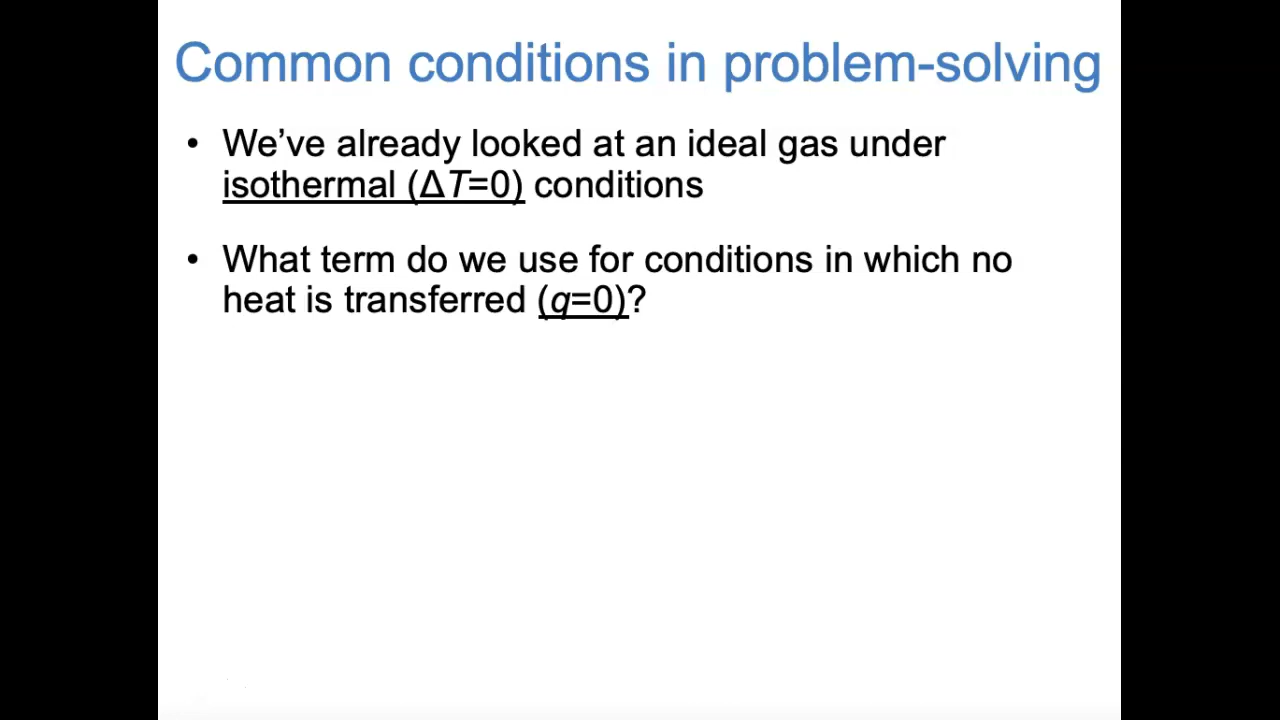 Common conditions in problem-solving
• We’ve already looked at an ideal gas under
isothermal (ΔT=0) conditions
• What term do we use for conditions in which no
heat is transferred (q=0)?